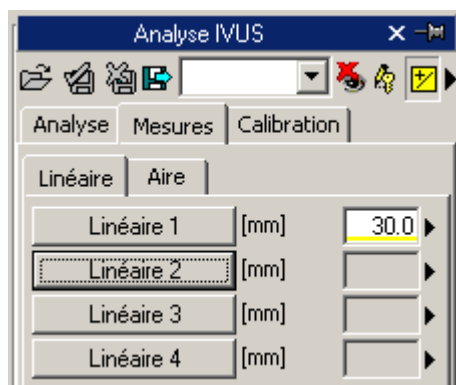 Analyse IVUS
Analyse Mesures Calibration
Linéaire Aire
Linéaire 1 [mm] 30.0
Linéaire 2 [mm]
Linéaire 3 [mm]
Linéaire 4 [mm]